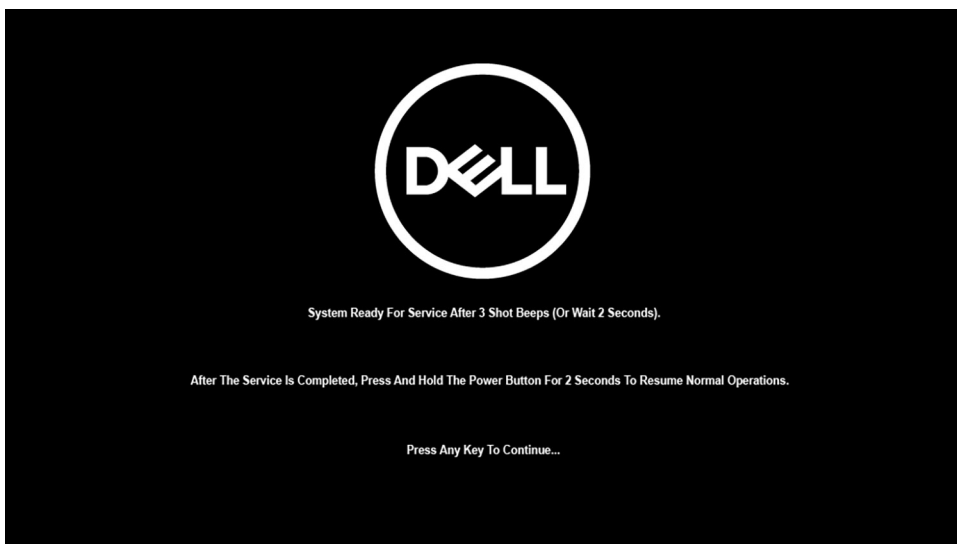 DELL
System Ready For Service After 3 Shot Beeps (Or Wait 2 Seconds).
After The Service Is Completed, Press And Hold The Power Button For 2 Seconds To Resume Normal Operations.
Press Any Key To Continue...